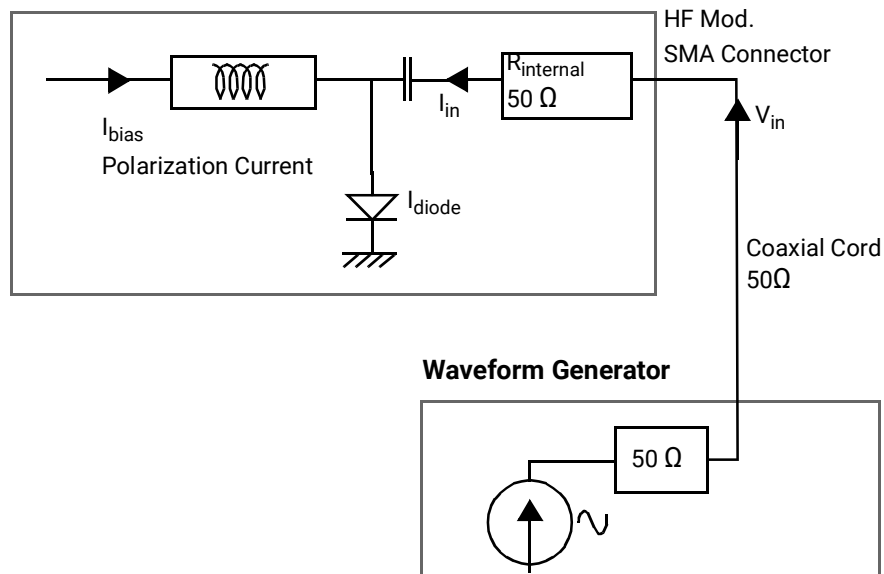 HF Mod.
SMA Connector
R_internal
50 Ω
I_in
V_in
I_bias
Polarization Current
I_diode
Coaxial Cord
50Ω
Waveform Generator
50 Ω